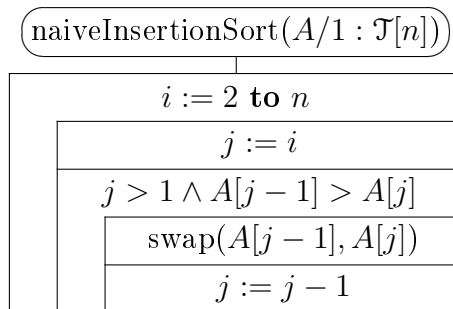 naiveInsertionSort(A/1 : 𝒯[n])
i := 2 to n
j := i
j > 1 ∧ A[j − 1] > A[j]
swap(A[j − 1], A[j])
j := j − 1